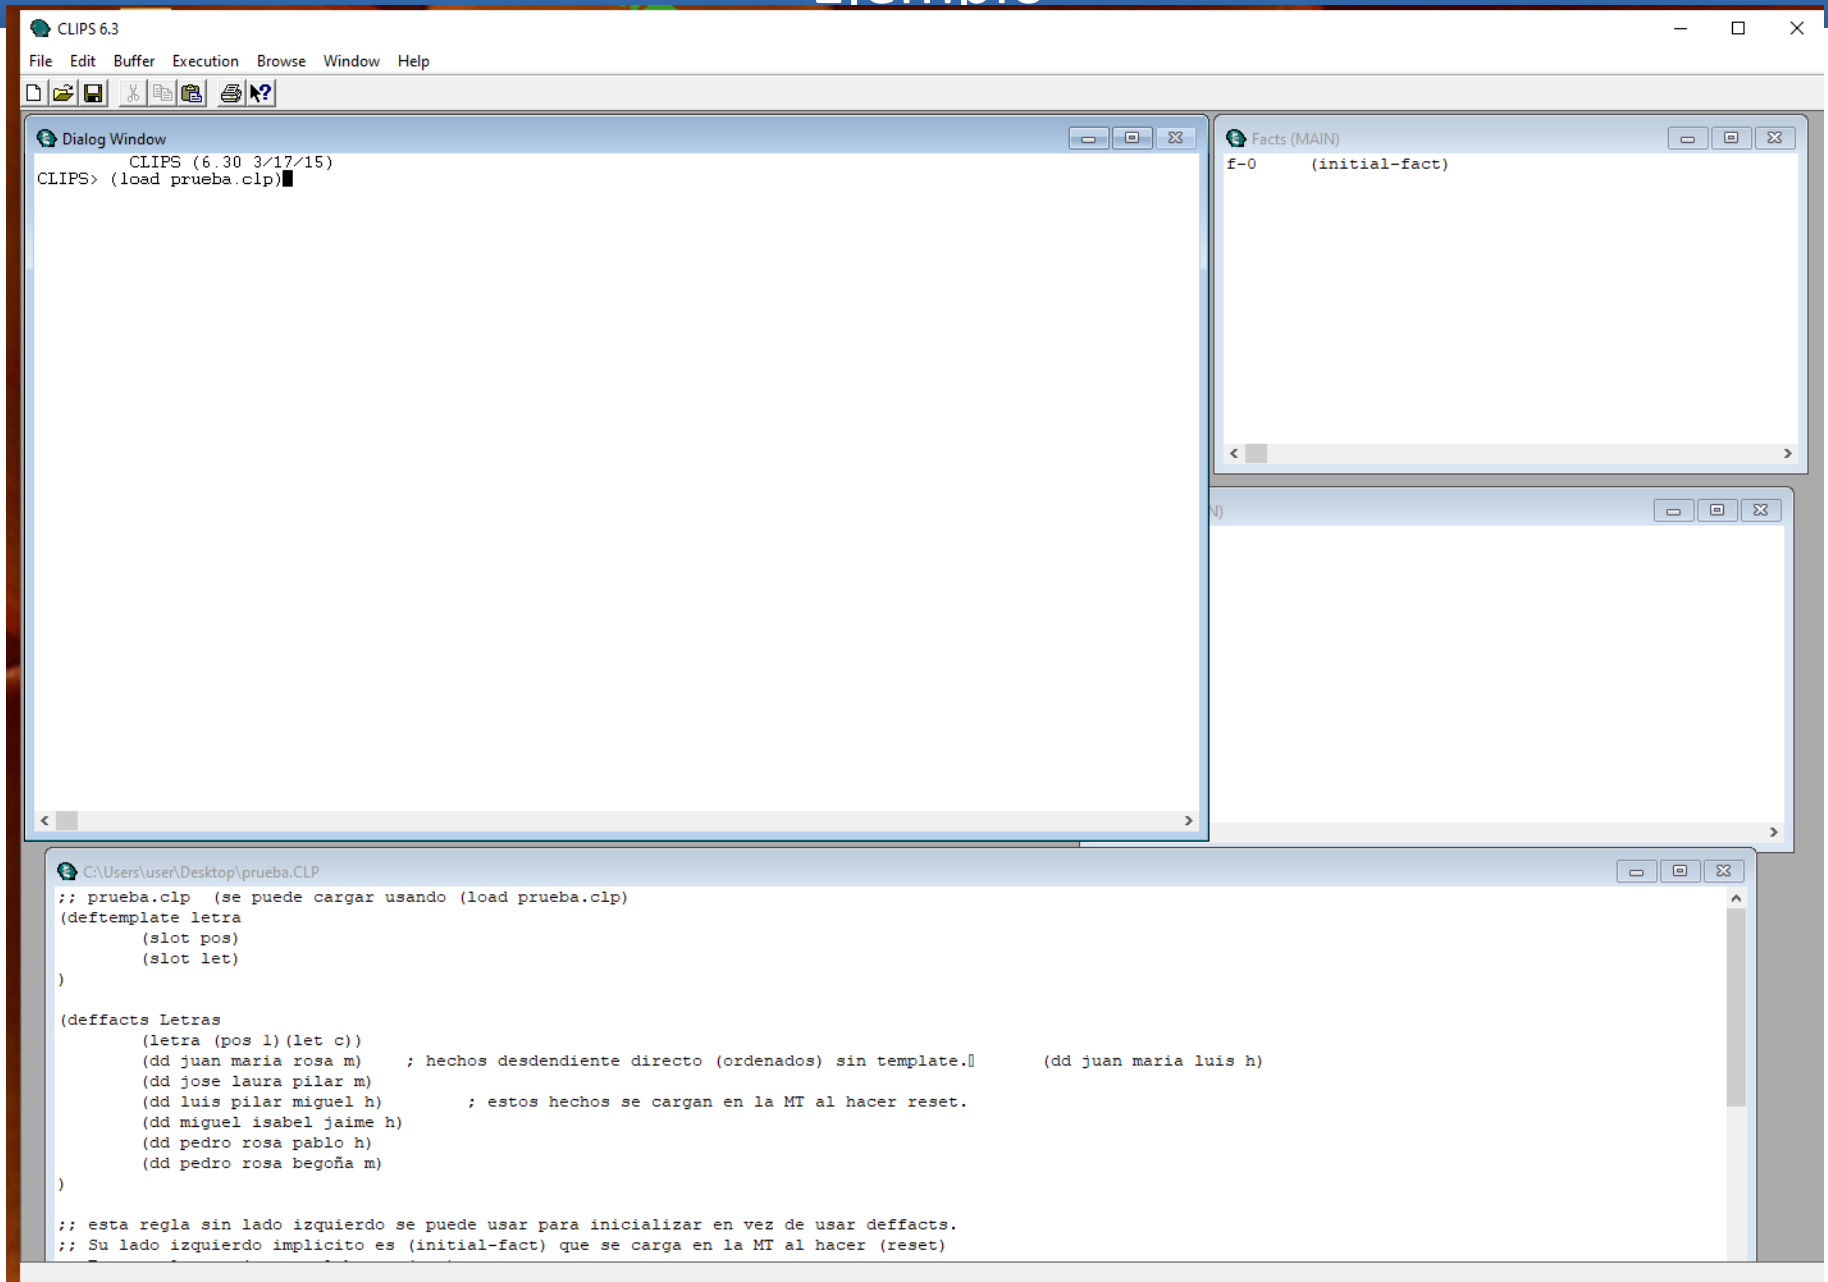 Ejemplo
CLIPS 6.3
File Edit Buffer Execution Browse Window Help
Dialog Window
CLIPS (6.30 3/17/15)
CLIPS> (load prueba.clp)
Facts (MAIN)
f-0 (initial-fact)
N)
C:\Users\user\Desktop\prueba.CLP
;; prueba.clp (se puede cargar usando (load prueba.clp)
(deftemplate letra
(slot pos)
(slot let)
)
(deffacts Letras
(letra (pos 1)(let c))
(dd juan maria rosa m) ; hechos desdendiente directo (ordenados) sin template. (dd juan maria luis h)
(dd jose laura pilar m)
(dd luis pilar miguel h) ; estos hechos se cargan en la MT al hacer reset.
(dd miguel isabel jaime h)
(dd pedro rosa pablo h)
(dd pedro rosa begoña m)
)
;; esta regla sin lado izquierdo se puede usar para inicializar en vez de usar deffacts.
;; Su lado izquierdo implicito es (initial-fact) que se carga en la MT al hacer (reset)